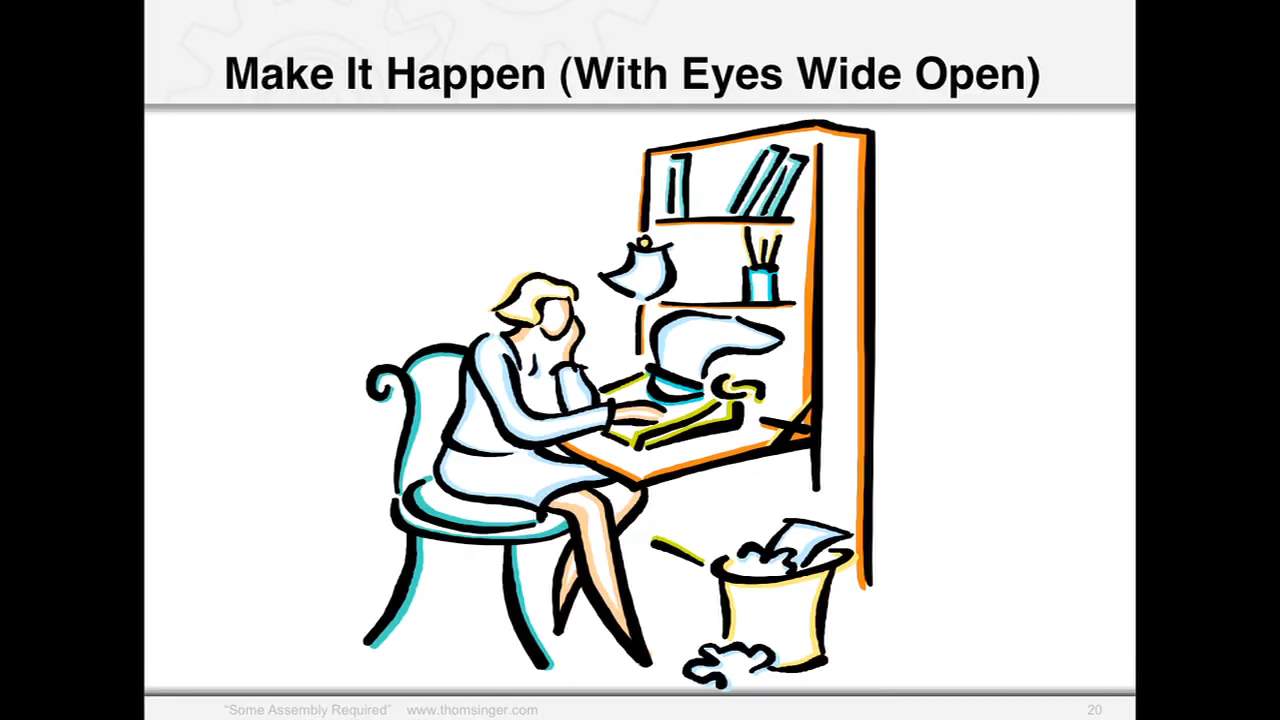 Make It Happen (With Eyes Wide Open)
“Some Assembly Required” www.thomsinger.com 20